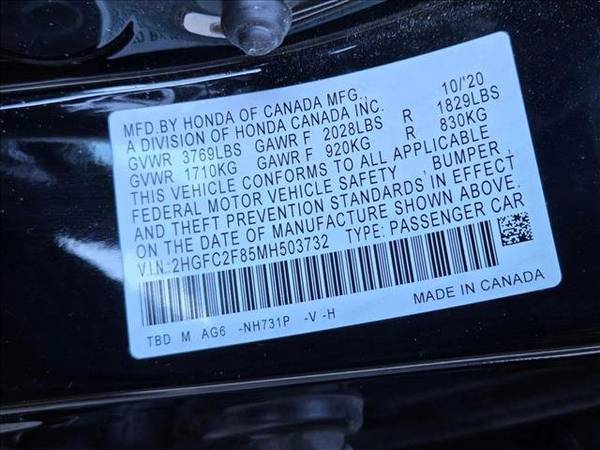 MFD.BY HONDA OF CANADA MFG., 10/'20
A DIVISION OF HONDA CANADA INC.
GVWR 3769LBS GAWR F 2028LBS R 1829LBS
GVWR 1710KG GAWR F 920KG R 830KG
THIS VEHICLE CONFORMS TO ALL APPLICABLE
FEDERAL MOTOR VEHICLE SAFETY , BUMPER ,
AND THEFT PREVENTION STANDARDS IN EFFECT
ON THE DATE OF MANUFACTURE SHOWN ABOVE.
V.I.N.:2HGFC2F85MH503732 TYPE: PASSENGER CAR
TBD M AG6 -NH731P -V -H
MADE IN CANADA